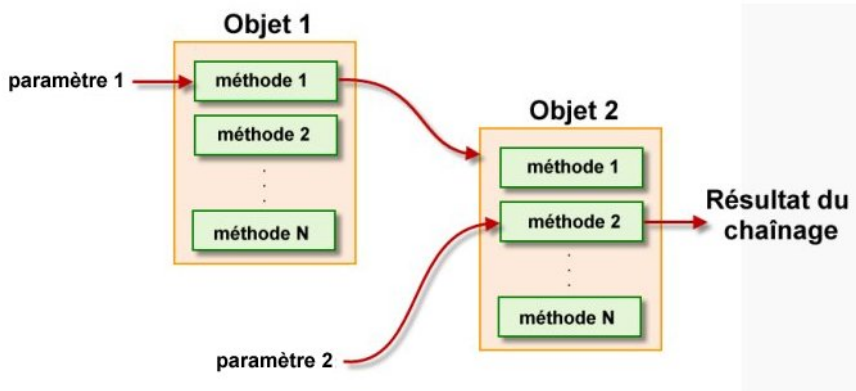 Objet 1
paramètre 1
méthode 1
méthode 2
méthode N
Objet 2
méthode 1
méthode 2
méthode N
paramètre 2
Résultat du
chaînage